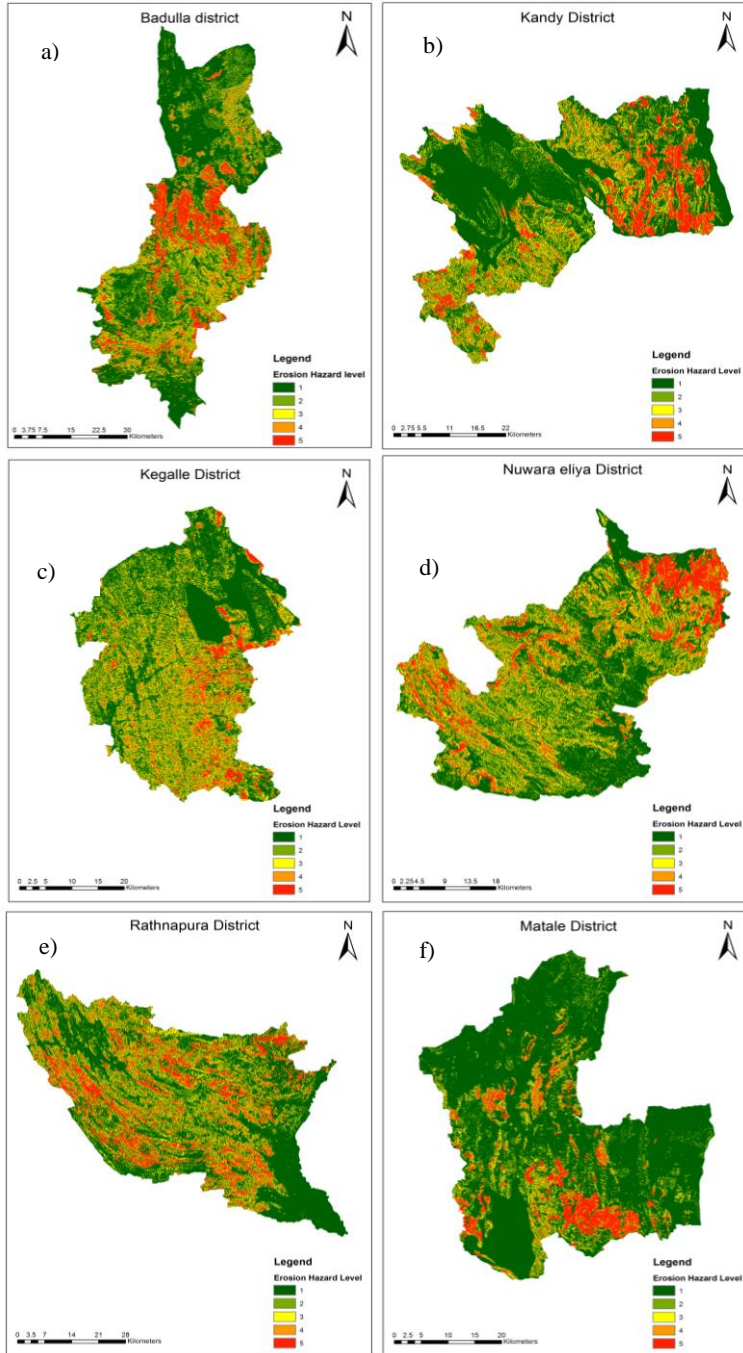 Badulla district
N
a)
Legend
Erosion Hazard level
1
2
3
4
5
0 3.75 7.5 15 22.5 30
Kilometers
Kandy District
N
b)
Legend
Erosion Hazard Level
1
2
3
4
5
0 2.75 5.5 11 16.5 22
Kilometers
Kegalle District
N
c)
Legend
Erosion Hazard Level
1
2
3
4
5
0 2.5 5 10 15 20
Kilometers
Nuwara eliya District
N
d)
Legend
Erosion Hazard Level
1
2
3
4
5
0 2.25 4.5 9 13.5 18
Kilometers
Rathnapura District
N
e)
Legend
Erosion Hazard Level
1
2
3
4
5
0 3.5 7 14 21 28
Kilometers
Matale District
N
f)
Legend
Erosion Hazard Level
1
2
3
4
5
0 2.5 5 10 15 20
Kilometers